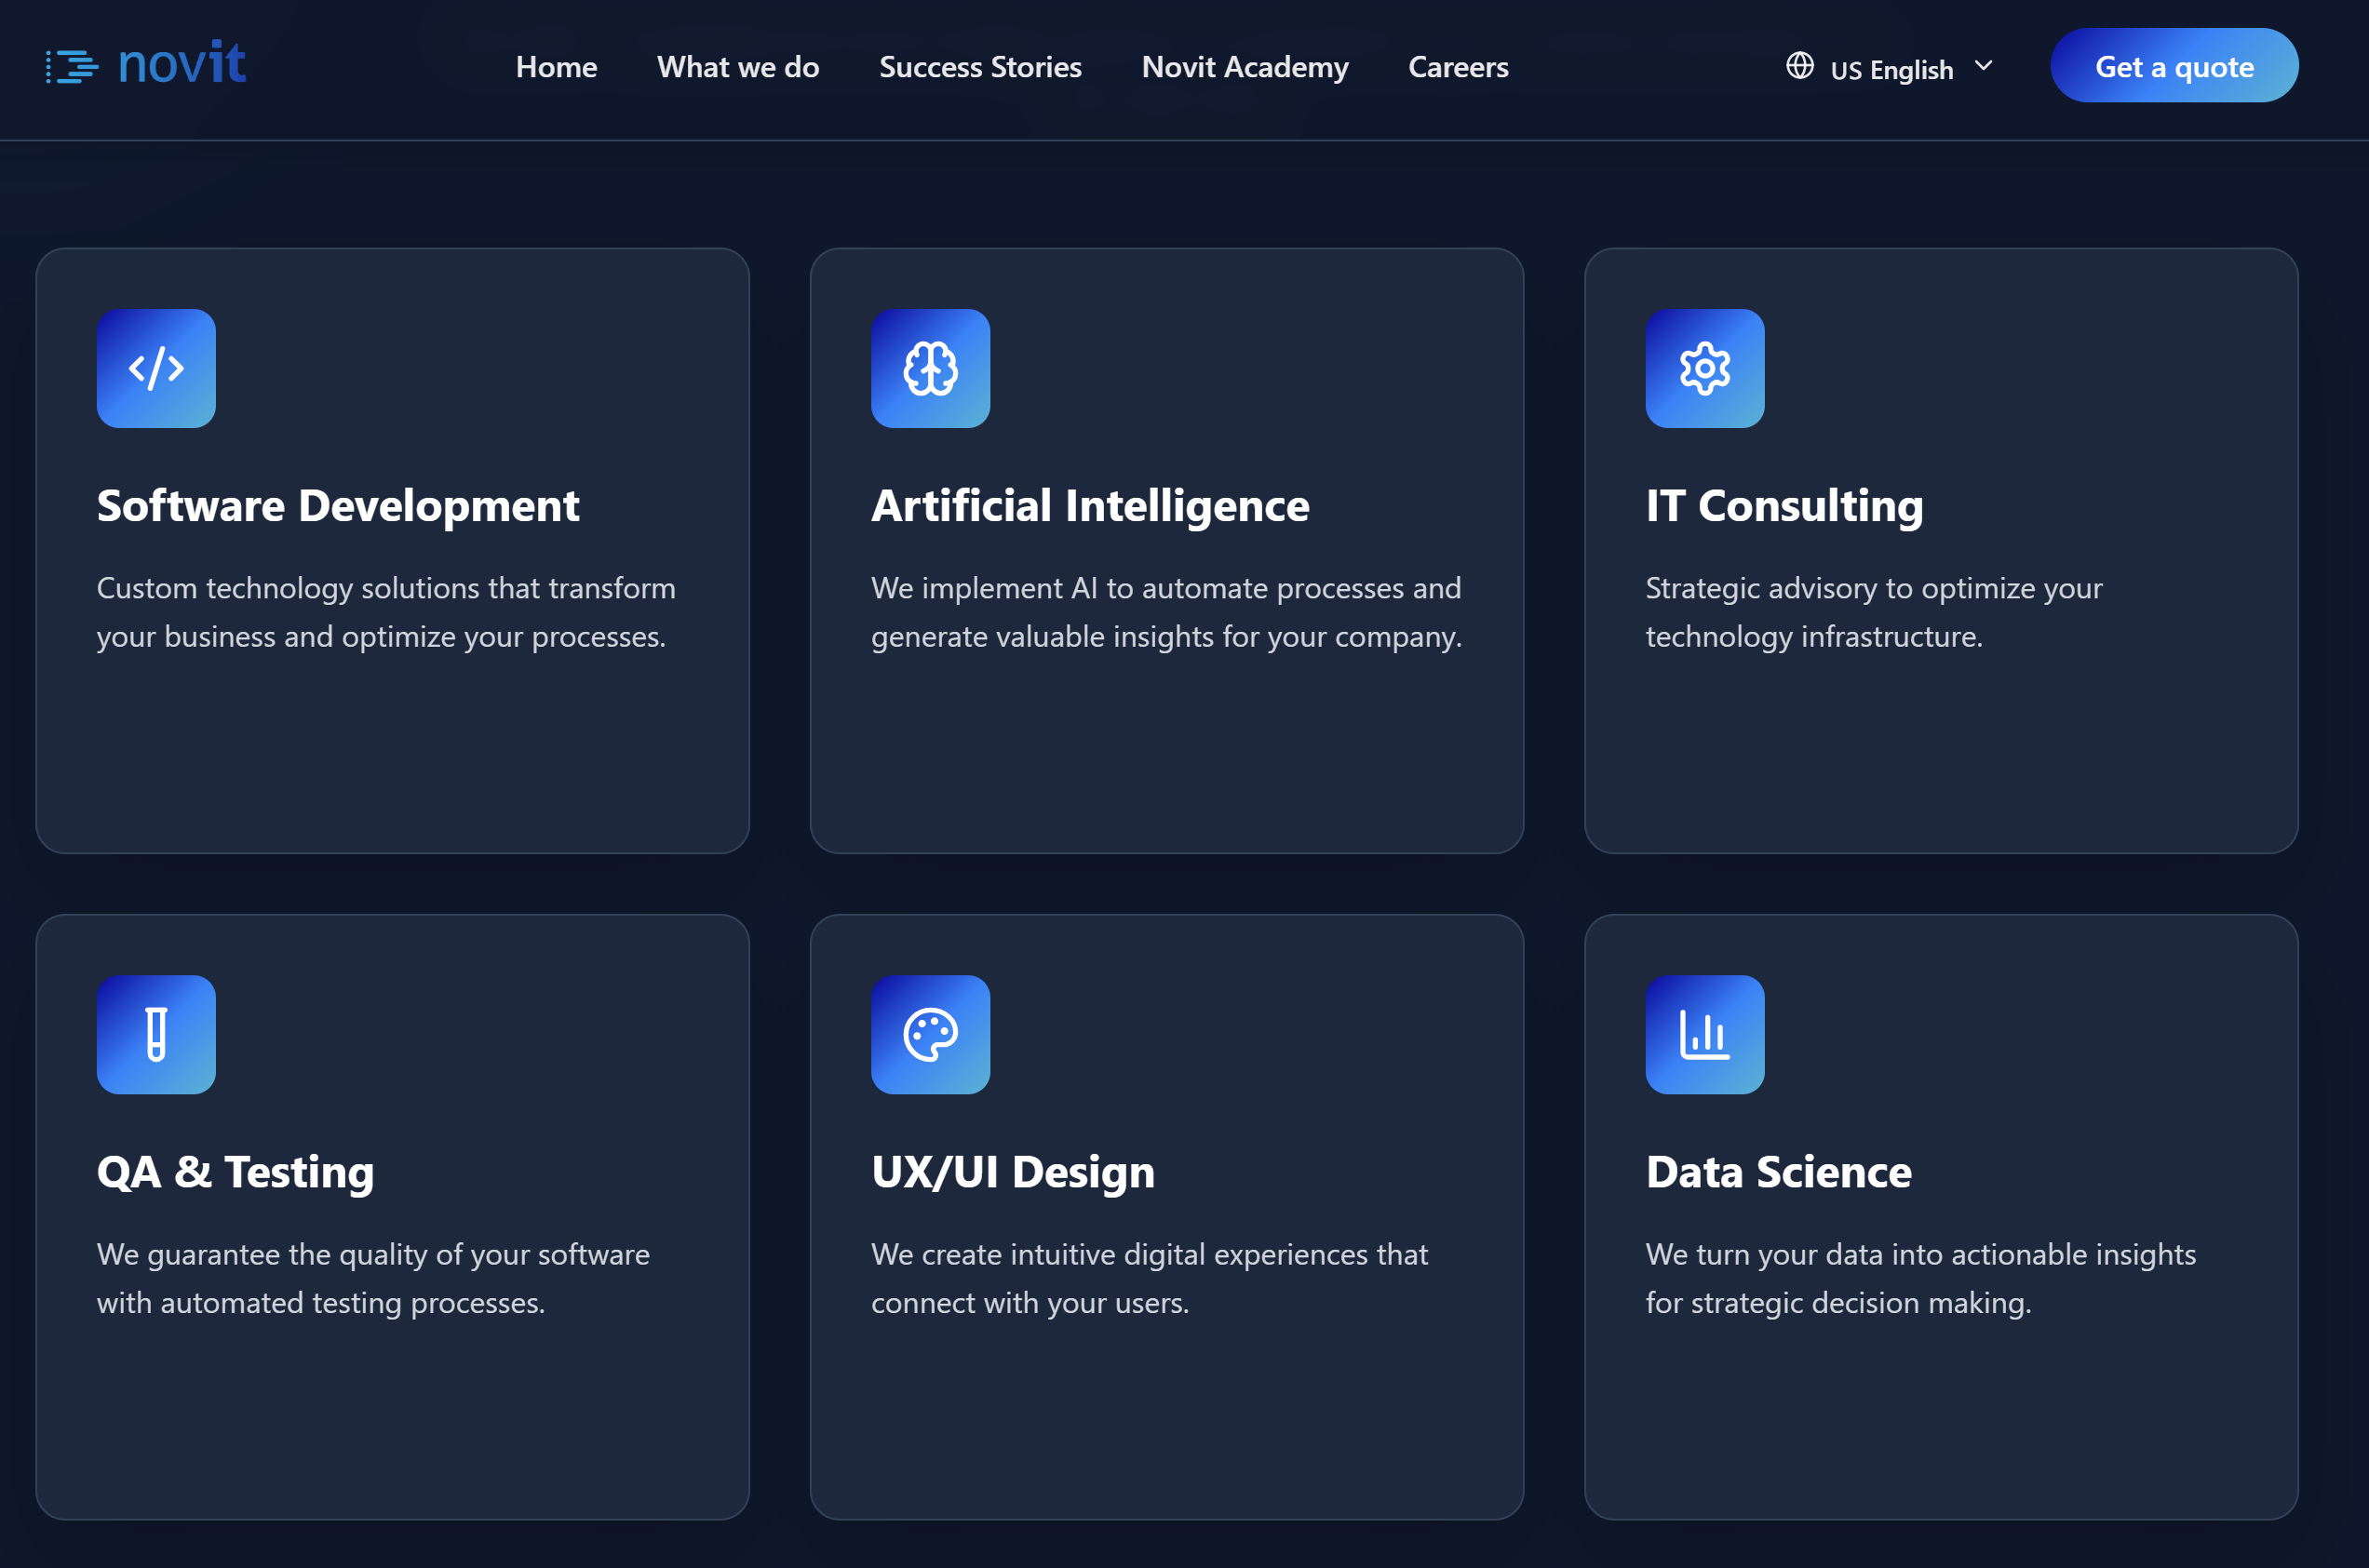 novit
Home
What we do
Success Stories
Novit Academy
Careers
US English
Get a quote
Software Development
Custom technology solutions that transform
your business and optimize your processes.
Artificial Intelligence
We implement AI to automate processes and
generate valuable insights for your company.
IT Consulting
Strategic advisory to optimize your
technology infrastructure.
QA & Testing
We guarantee the quality of your software
with automated testing processes.
UX/UI Design
We create intuitive digital experiences that
connect with your users.
Data Science
We turn your data into actionable insights
for strategic decision making.